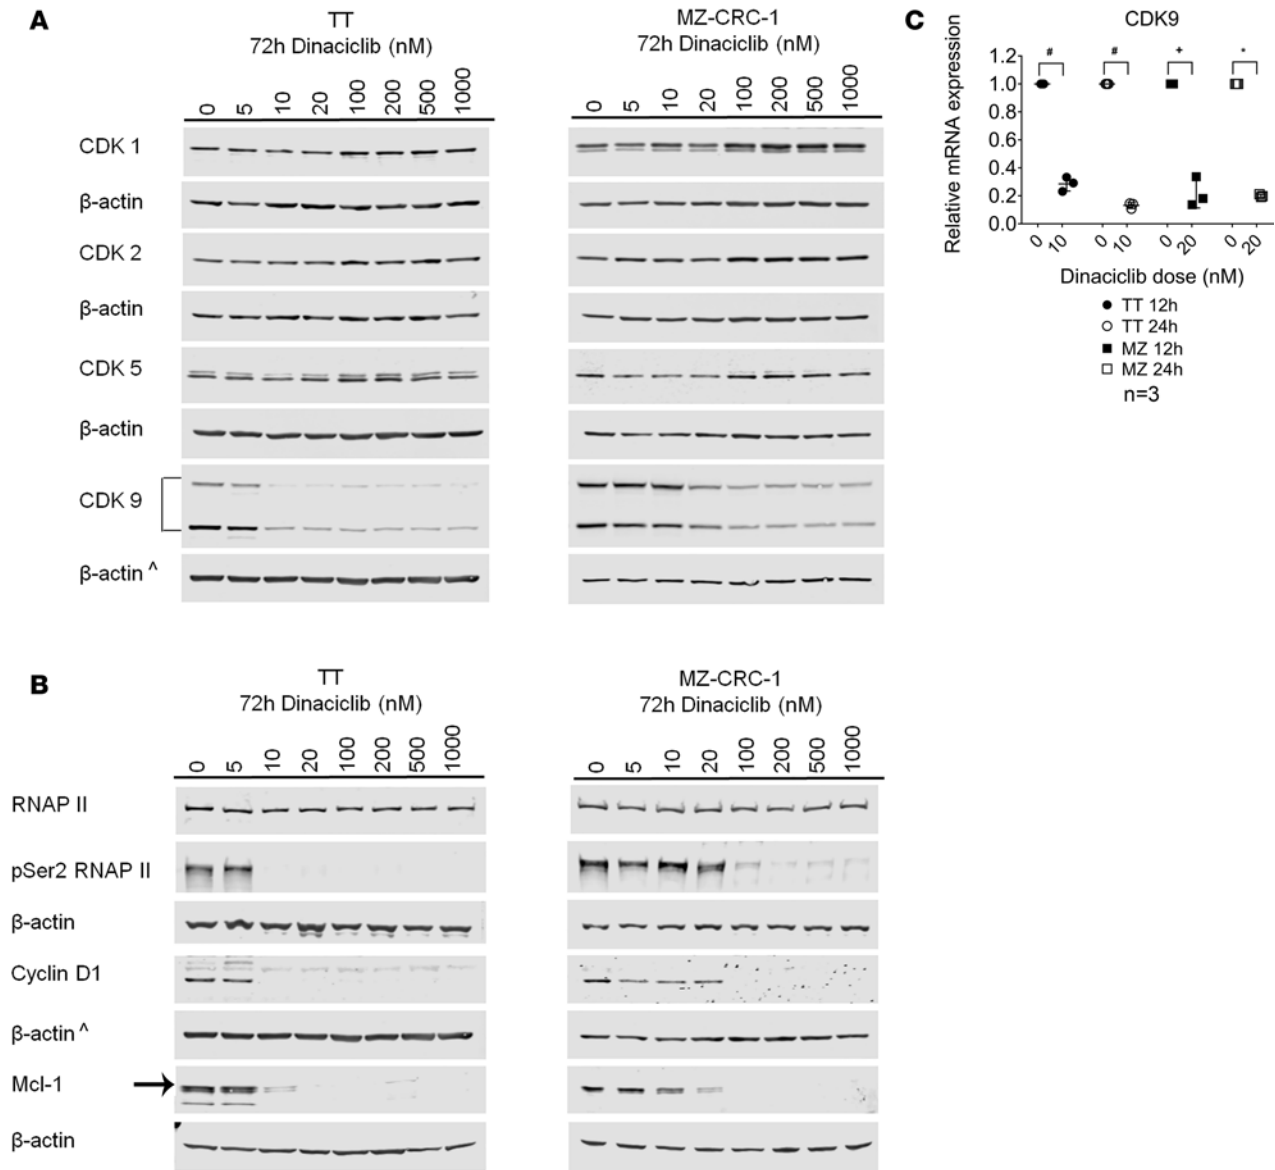 A
TT
72h Dinaciclib (nM)
0 5 10 20 100 200 500 1000
MZ-CRC-1
72h Dinaciclib (nM)
0 5 10 20 100 200 500 1000
CDK 1
β-actin
CDK 2
β-actin
CDK 5
β-actin
CDK 9
β-actin ^
C
CDK9
Relative mRNA expression
1.2
1.0
0.8
0.6
0.4
0.2
0.0
# # + *
0 10 0 10 0 20 0 20
Dinaciclib dose (nM)
TT 12h
TT 24h
MZ 12h
MZ 24h
n=3
B
TT
72h Dinaciclib (nM)
0 5 10 20 100 200 500 1000
MZ-CRC-1
72h Dinaciclib (nM)
0 5 10 20 100 200 500 1000
RNAP II
pSer2 RNAP II
β-actin
Cyclin D1
β-actin ^
Mcl-1
β-actin